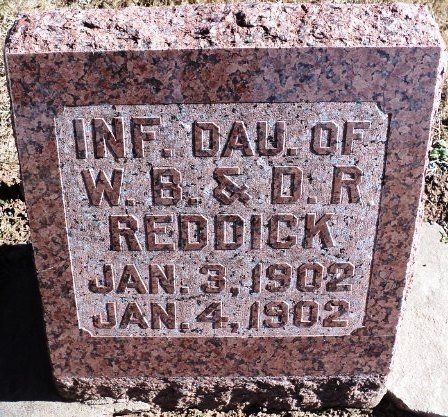 INF. DAU. OF
W. B. & D. R
REDDICK
JAN. 3, 1902
JAN. 4, 1902